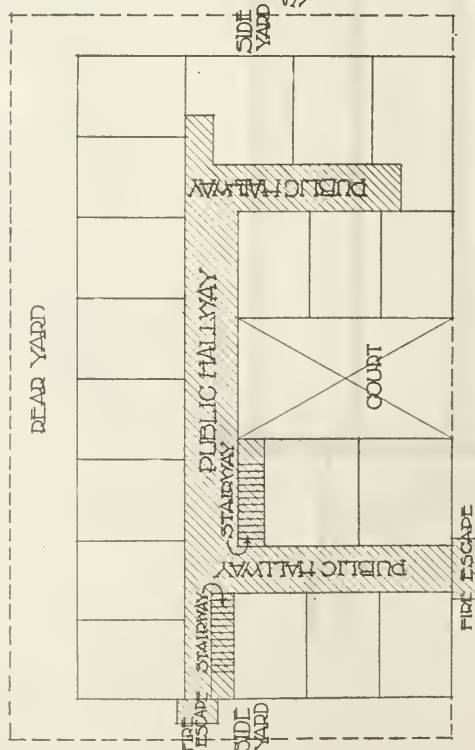 SIDE
YARD
REAR YARD
PUBLIC HALLWAY
PUBLIC HALLWAY
COURT
STAIRWAY
STAIRWAY
PUBLIC HALLWAY
FIRE
ESCAPE
SIDE
YARD
FIRE ESCAPE